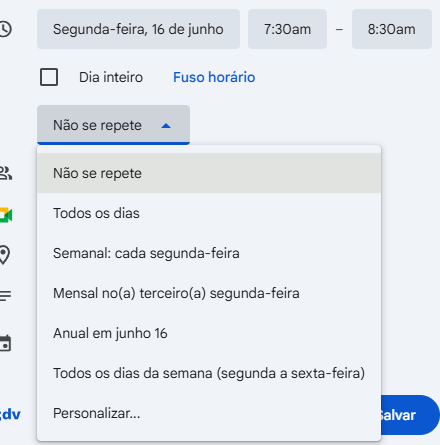 Segunda-feira, 16 de junho 7:30am – 8:30am
Dia inteiro Fuso horário
Não se repete
Não se repete
Todos os dias
Semanal: cada segunda-feira
Mensal no(a) terceiro(a) segunda-feira
Anual em junho 16
Todos os dias da semana (segunda a sexta-feira)
Personalizar...
dv Salvar